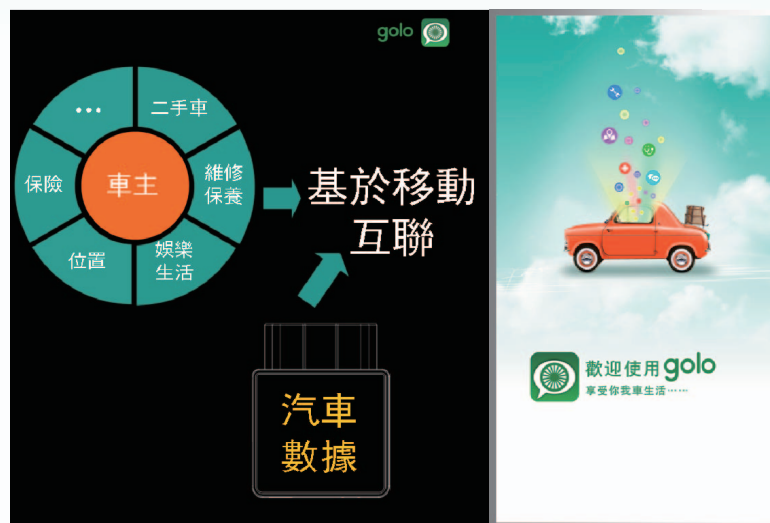 golo
...
二手車
保險
車主
維修
保養
位置
娛樂
生活
基於移動
互聯
汽車
數據
歡迎使用golo
享受你我車生活……